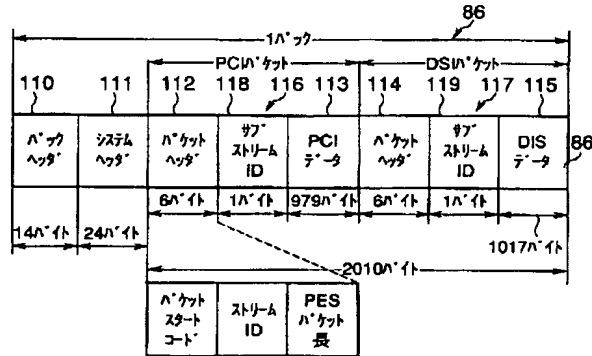 86
1パック
PCIパケット
DSIパケット
110
111
112
118
116
113
114
119
117
115
パック
ヘッダ
システム
ヘッダ
パケット
ヘッダ
サブ
ストリーム
ID
PCI
データ
パケット
ヘッダ
サブ
ストリーム
ID
DIS
データ
86
14バイト
24バイト
6バイト
1バイト
979バイト
6バイト
1バイト
1017バイト
2010バイト
パケット
スタート
コード
ストリーム
ID
PES
パケット
長